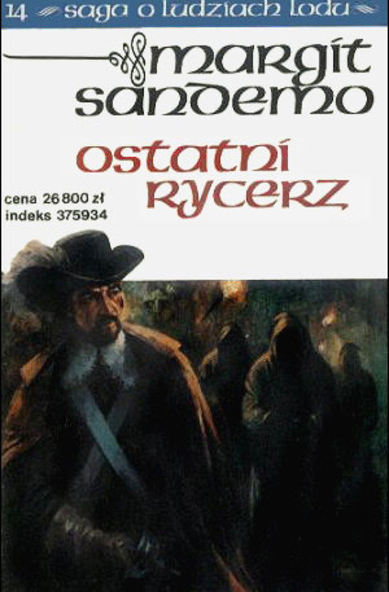 14 saga o ludziach lodu
margit
sandemo
ostatni
rycerz
cena 26 800 zł
indeks 375934